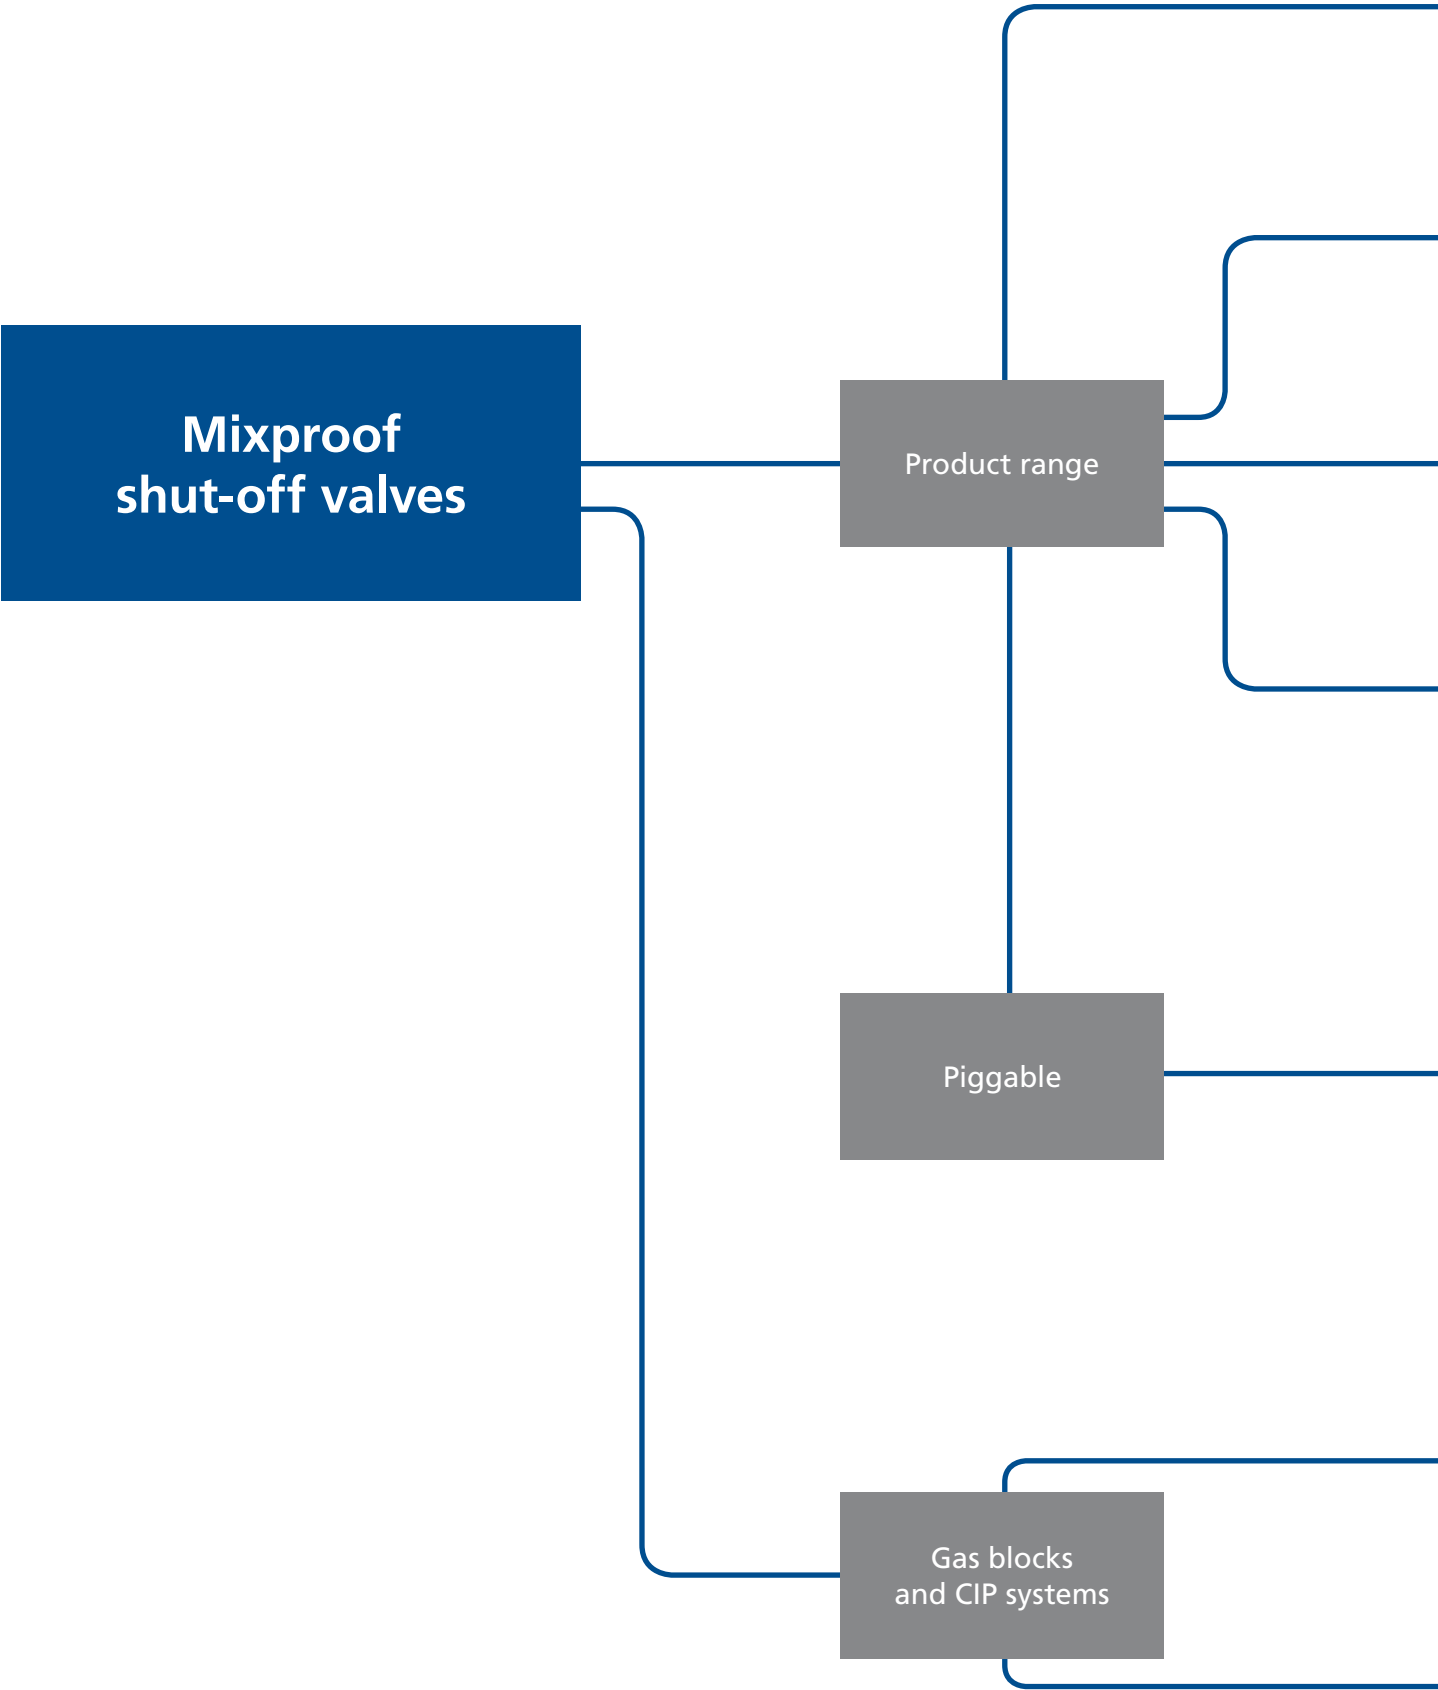 Mixproof
shut-off valves
Product range
Piggable
Gas blocks
and CIP systems